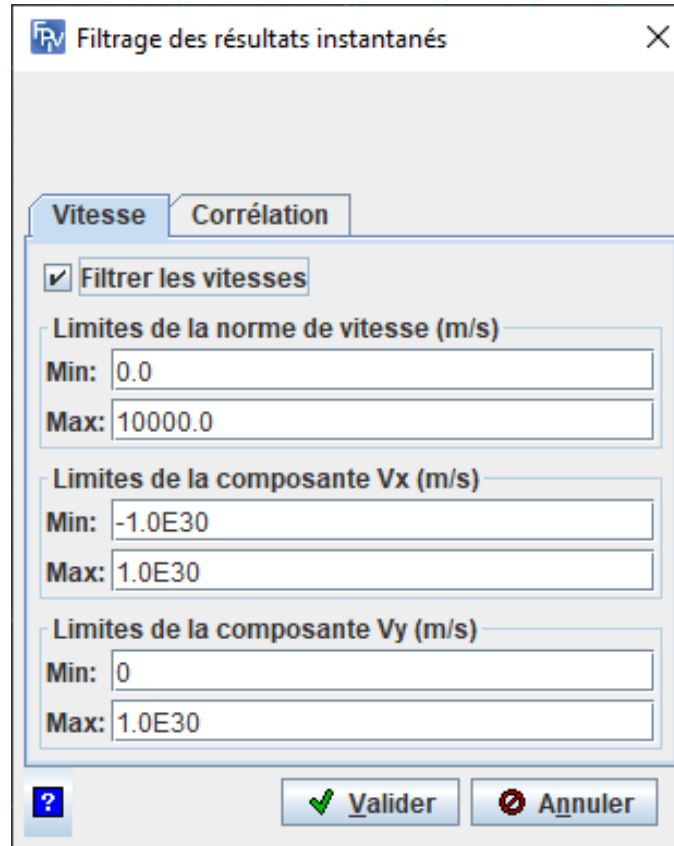 FPIV Filtrage des résultats instantanés
Vitesse Corrélation
Filtrer les vitesses
Limites de la norme de vitesse (m/s)
Min: 0.0
Max: 10000.0
Limites de la composante Vx (m/s)
Min: -1.0E30
Max: 1.0E30
Limites de la composante Vy (m/s)
Min: 0
Max: 1.0E30
? Valider Annuler